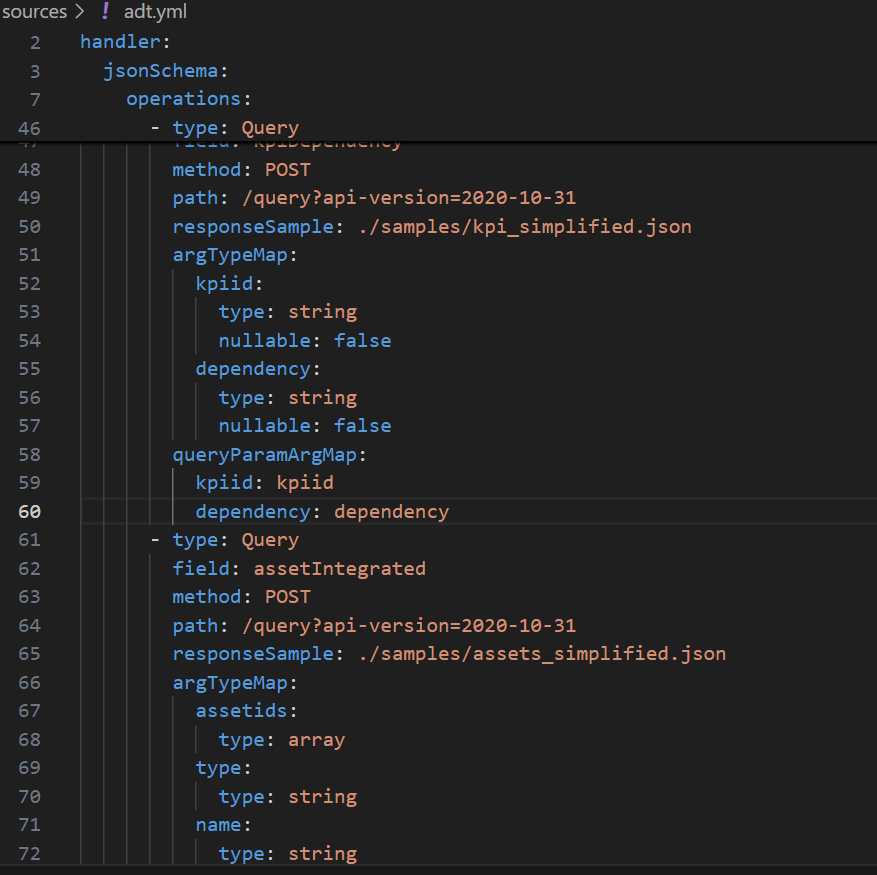 sources > ! adt.yml
2 handler:
3 jsonSchema:
7 operations:
46 - type: Query
47 field: kpiDependency
48 method: POST
49 path: /query?api-version=2020-10-31
50 responseSample: ./samples/kpi_simplified.json
51 argTypeMap:
52 kpiid:
53 type: string
54 nullable: false
55 dependency:
56 type: string
57 nullable: false
58 queryParamArgMap:
59 kpiid: kpiid
60 dependency: dependency
61 - type: Query
62 field: assetIntegrated
63 method: POST
64 path: /query?api-version=2020-10-31
65 responseSample: ./samples/assets_simplified.json
66 argTypeMap:
67 assetids:
68 type: array
69 type:
70 type: string
71 name:
72 type: string